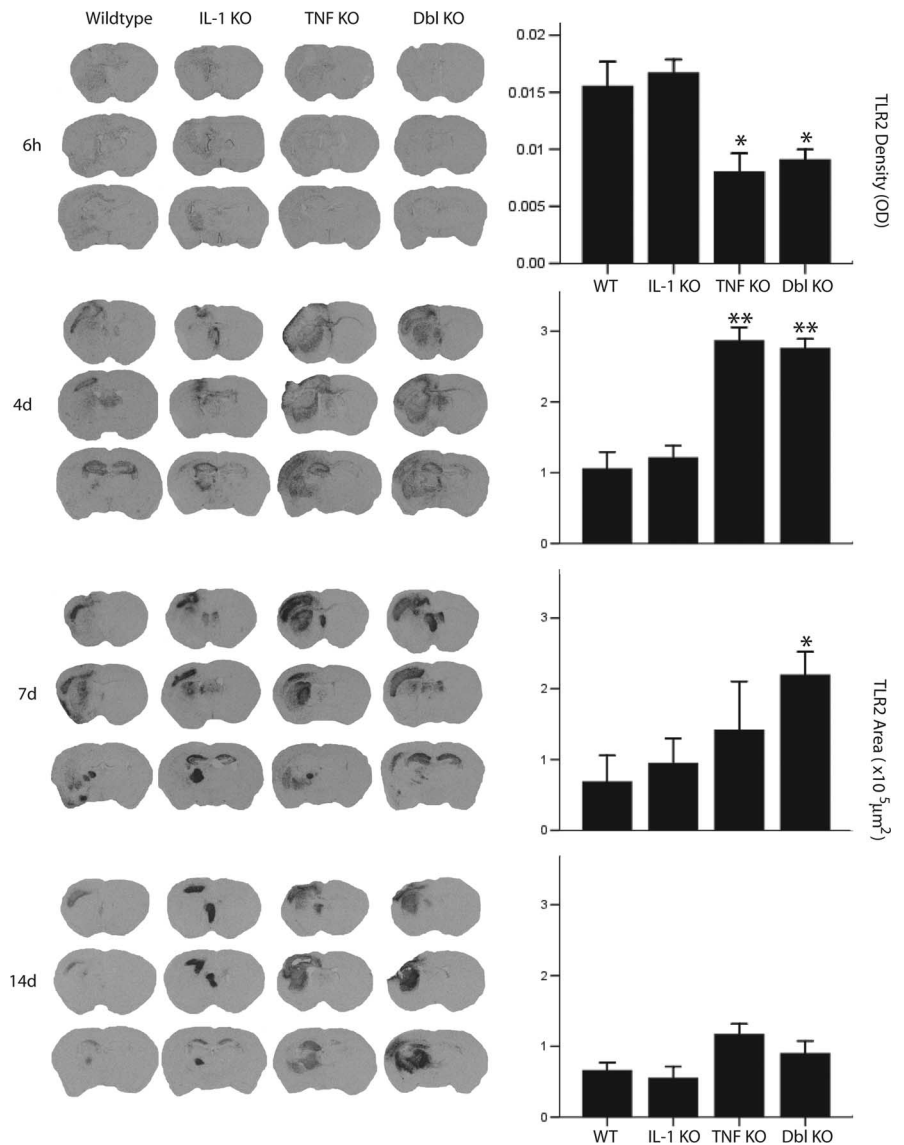 Wildtype IL-1 KO TNF KO Dbl KO
6h
4d
7d
14d
0.02
0.015
0.01
0.005
0.00
* *
WT IL-1 KO TNF KO Dbl KO
TLR2 Density (OD)
3
2
1
0
** **
3
2
1
0
*
TLR2 Area ( x10 5µm2)
3
2
1
0
WT IL-1 KO TNF KO Dbl KO